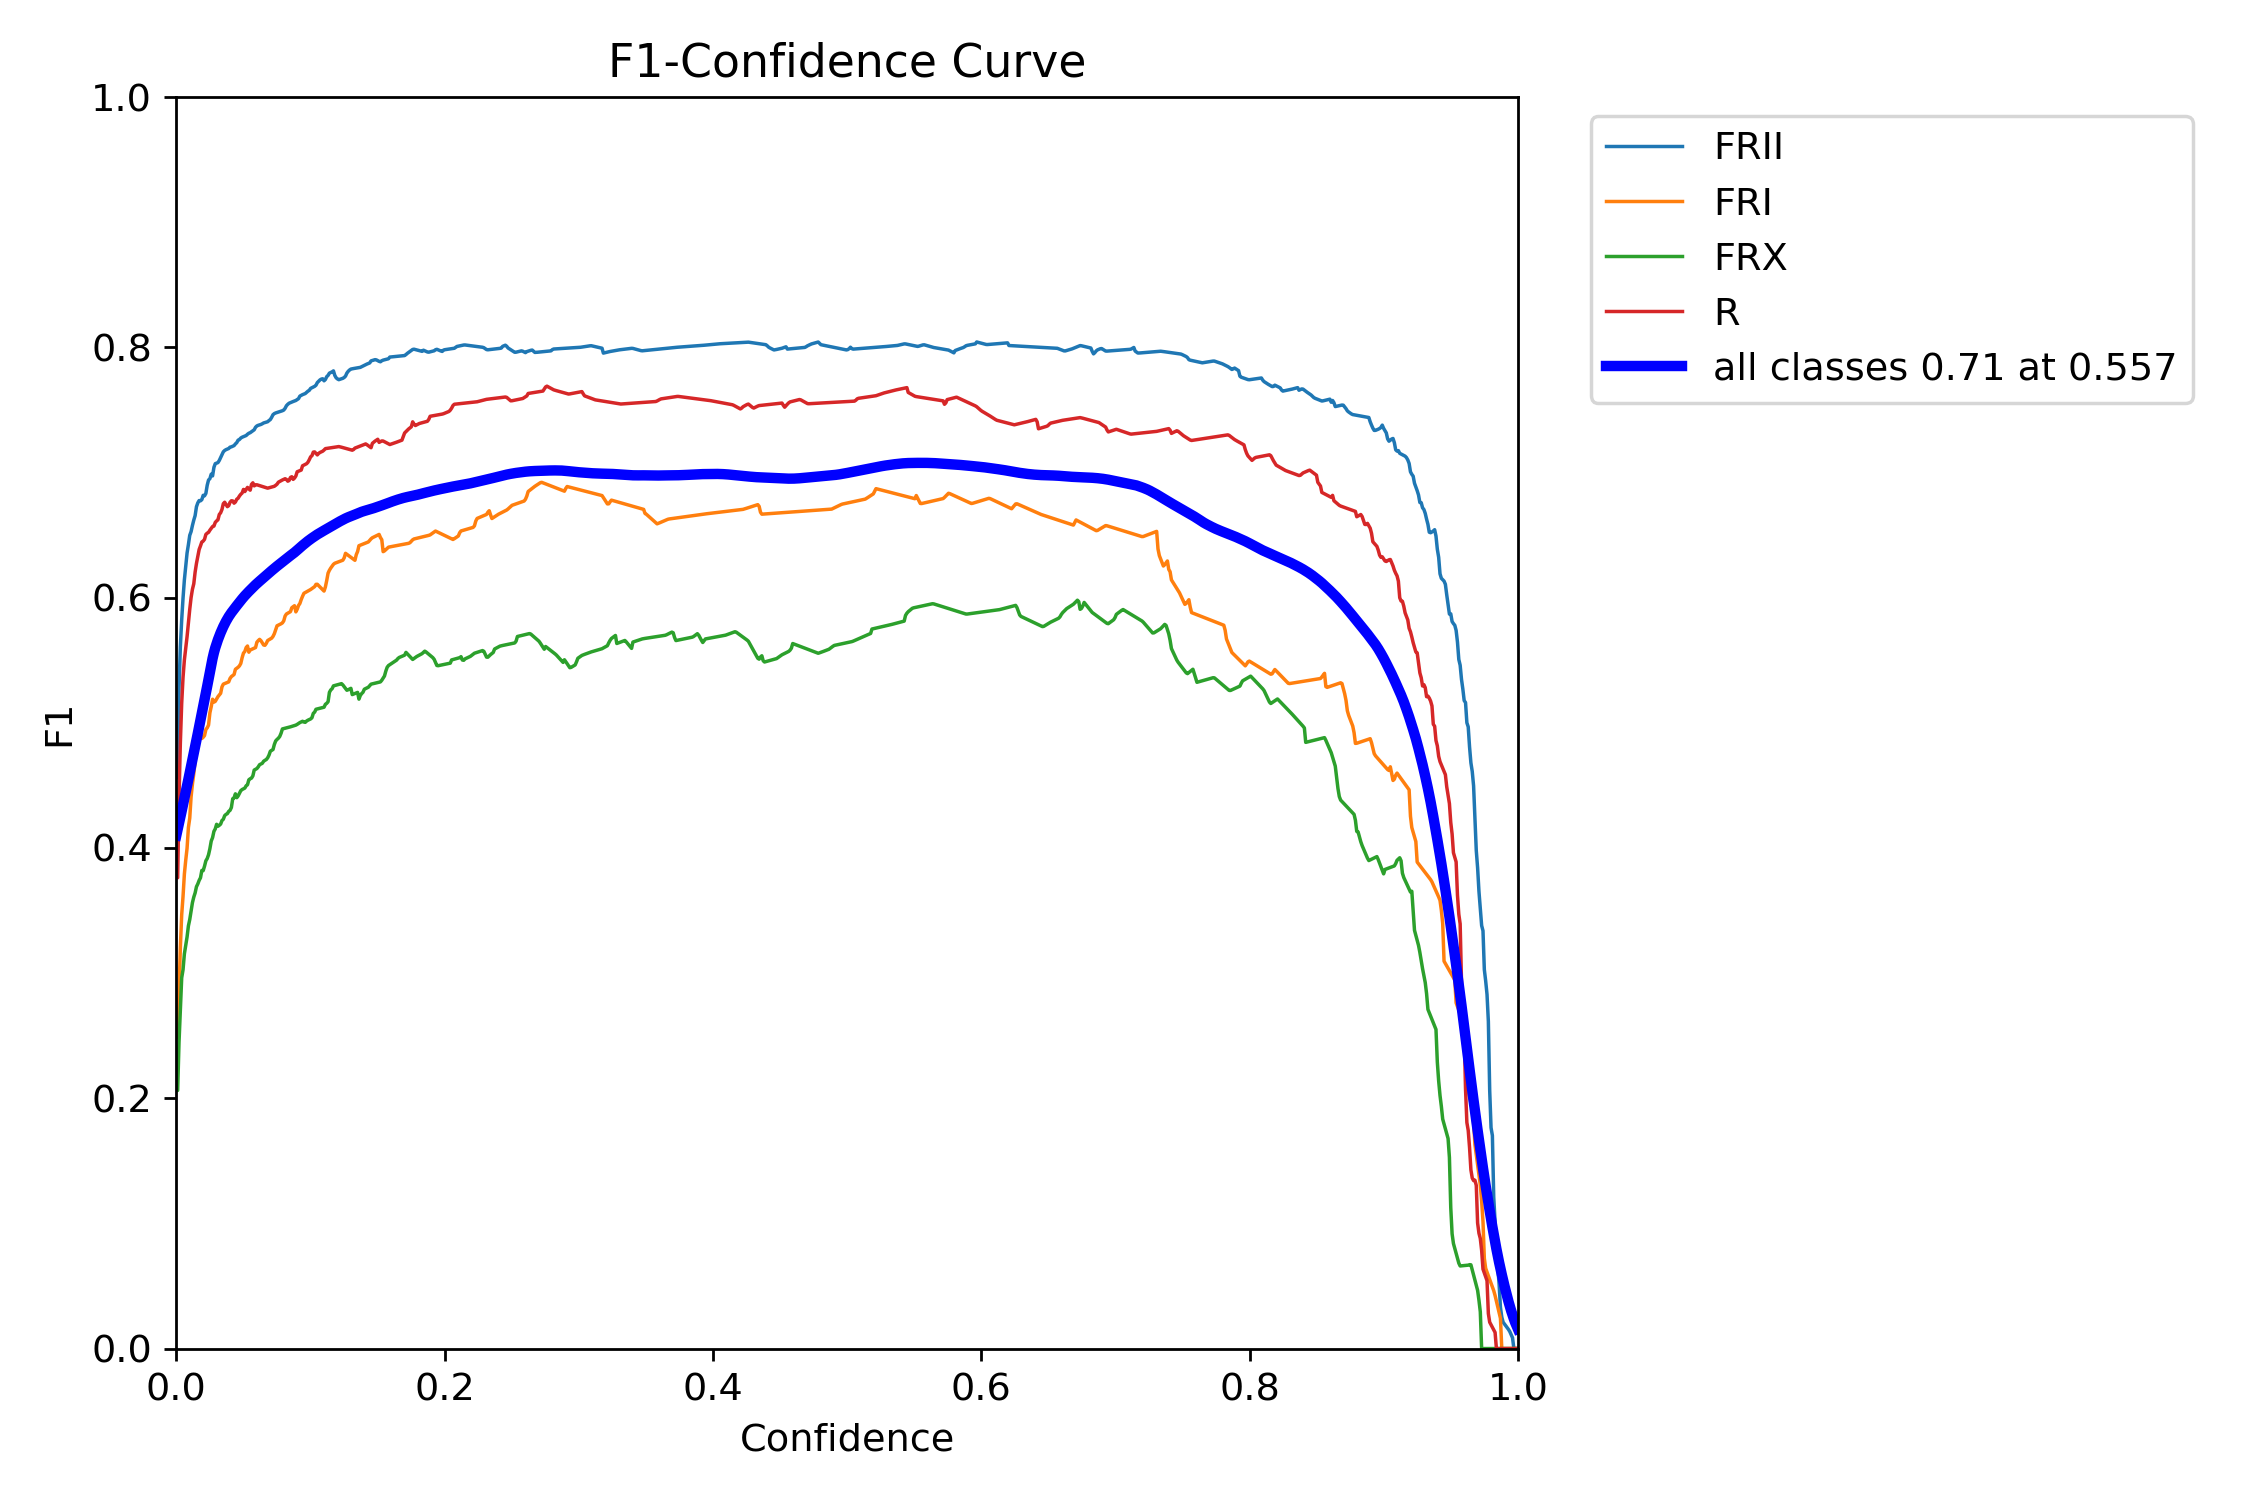 F1-Confidence Curve
1.0
0.8
0.6
0.4
0.2
0.0
F1
0.0 0.2 0.4 0.6 0.8 1.0
Confidence
FRII
FRI
FRX
R
all classes 0.71 at 0.557